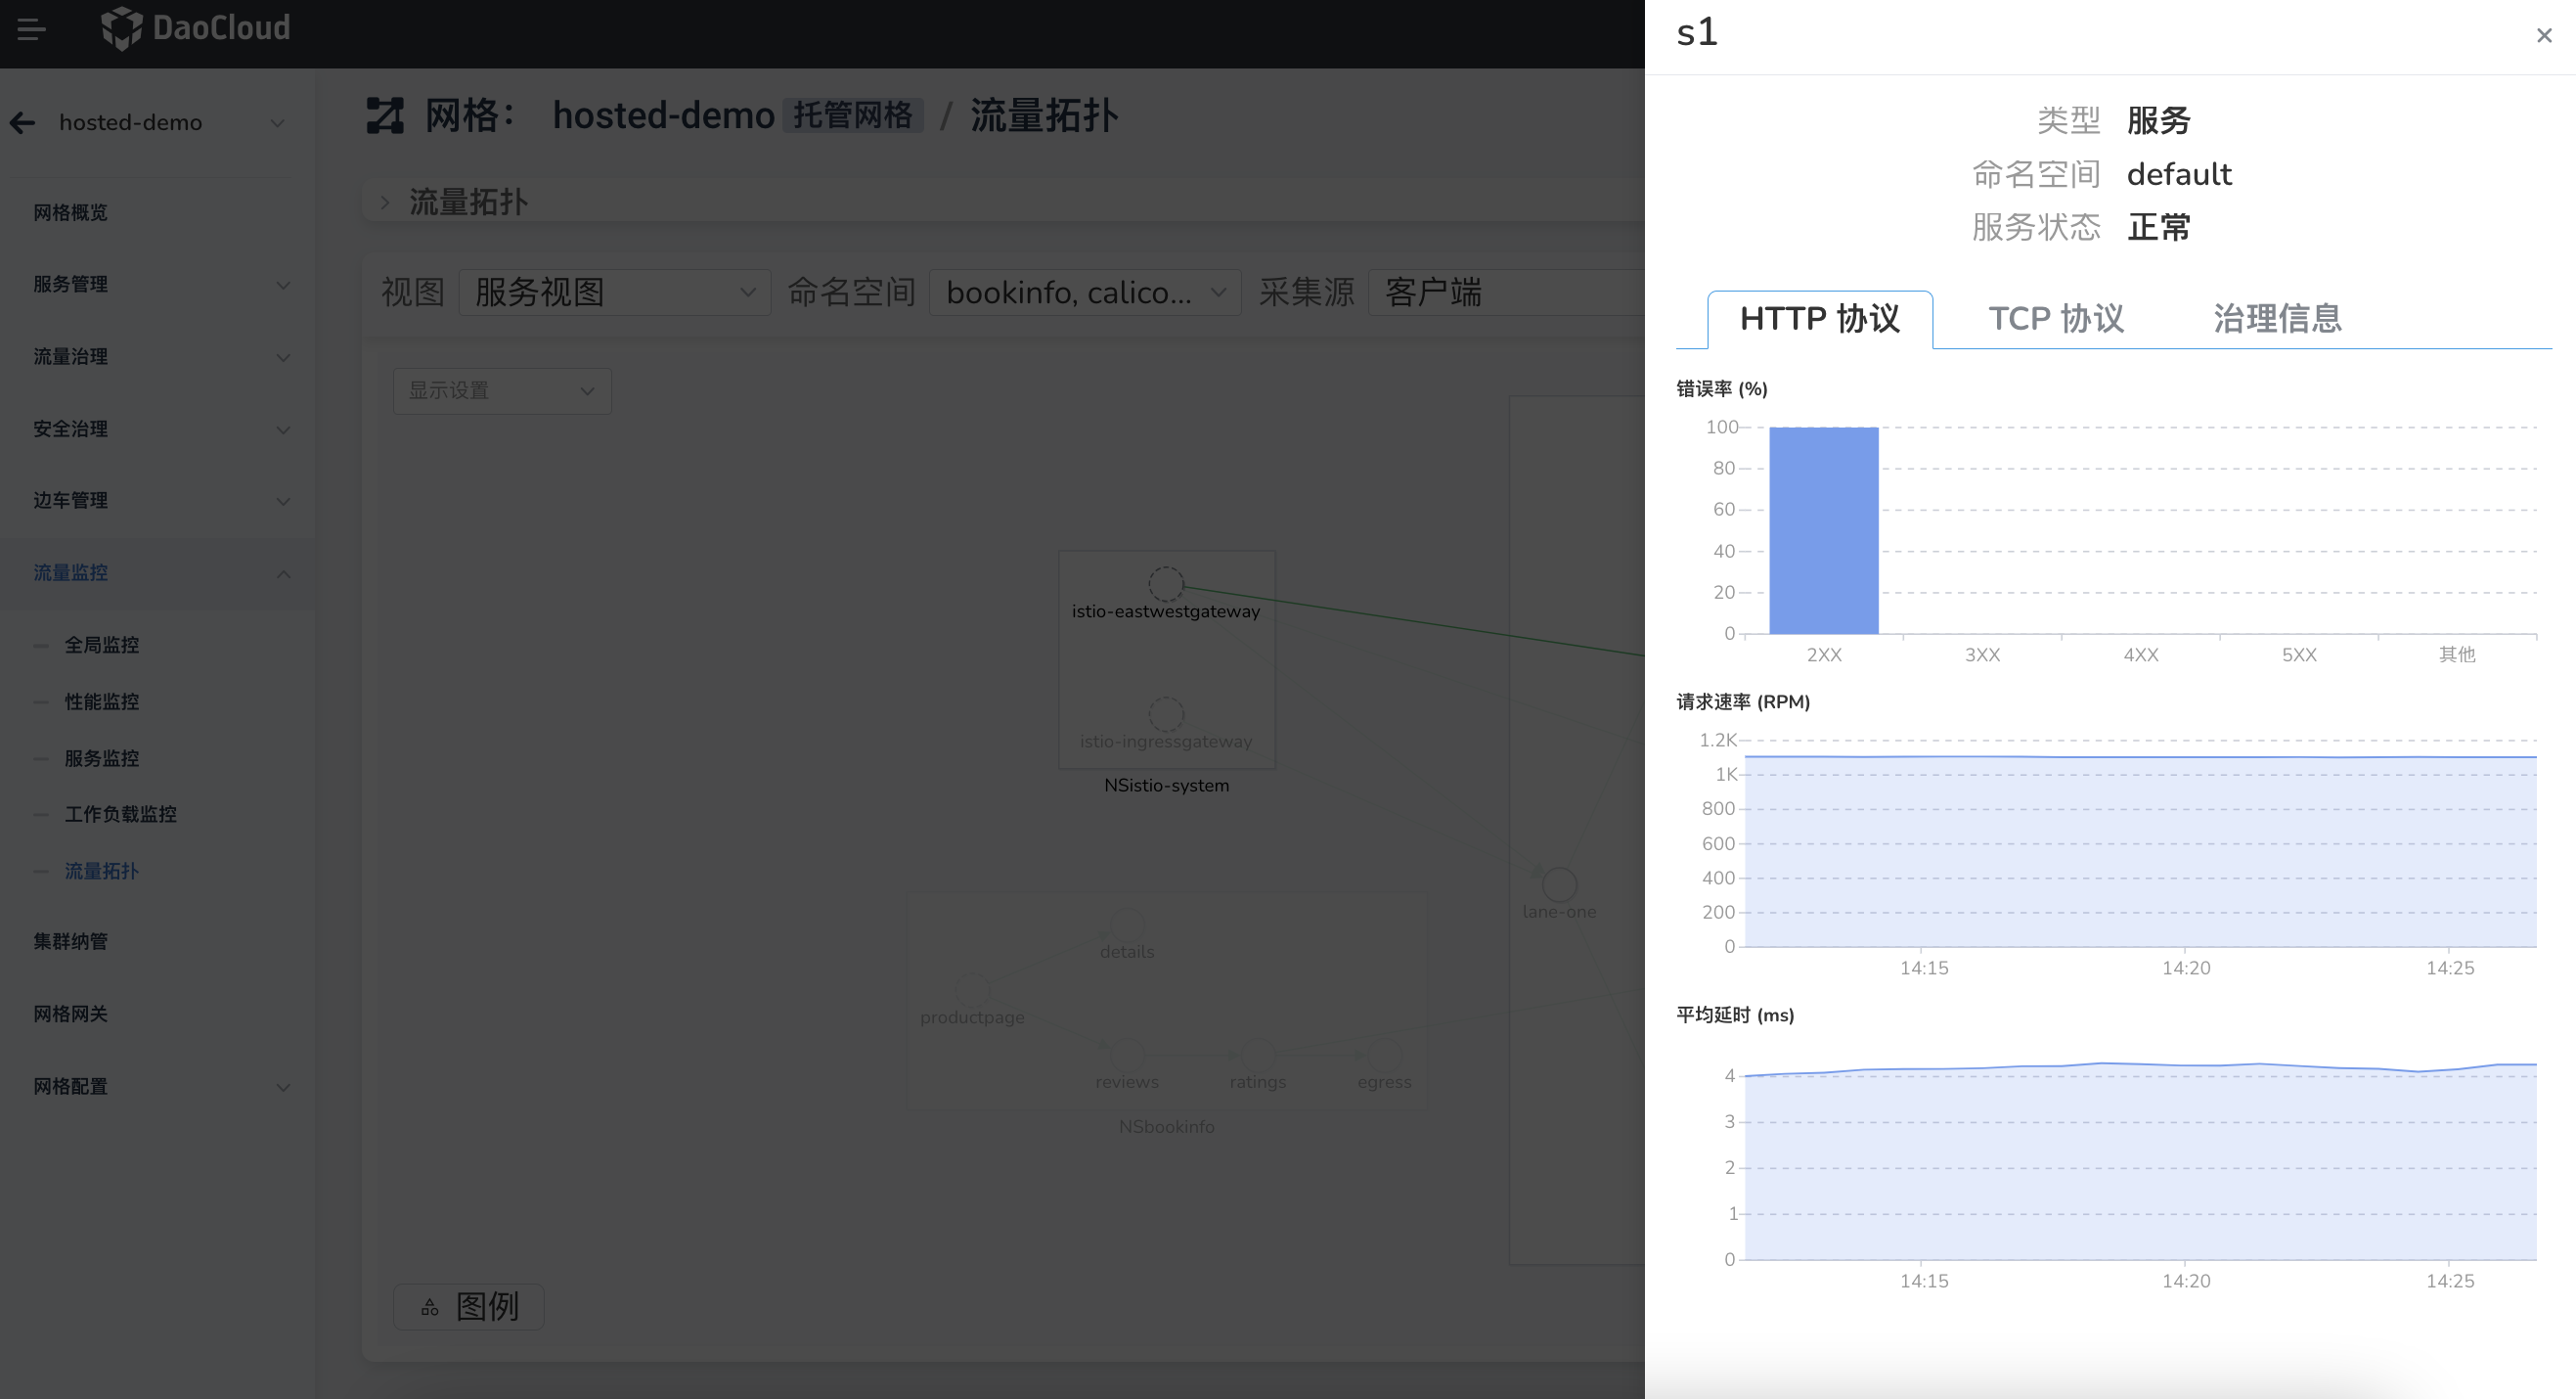 DaoCloud
hosted-demo
网格概览
服务管理
流量治理
安全治理
边车管理
流量监控
全局监控
性能监控
服务监控
工作负载监控
流量拓扑
集群纳管
网格网关
网格配置
网格： hosted-demo 托管网格 / 流量拓扑
流量拓扑
视图 服务视图 命名空间 bookinfo, calico... 采集源 客户端
显示设置
istio-eastwestgateway
istio-ingressgateway
NSistio-system
lane-one
details
productpage
reviews ratings egress
NSbookinfo
图例
s1
类型 服务
命名空间 default
服务状态 正常
HTTP 协议 TCP 协议 治理信息
错误率 (%)
100
80
60
40
20
0
2XX 3XX 4XX 5XX 其他
请求速率 (RPM)
1.2K
1K
800
600
400
200
0
14:15 14:20 14:25
平均延时 (ms)
4
3
2
1
0
14:15 14:20 14:25